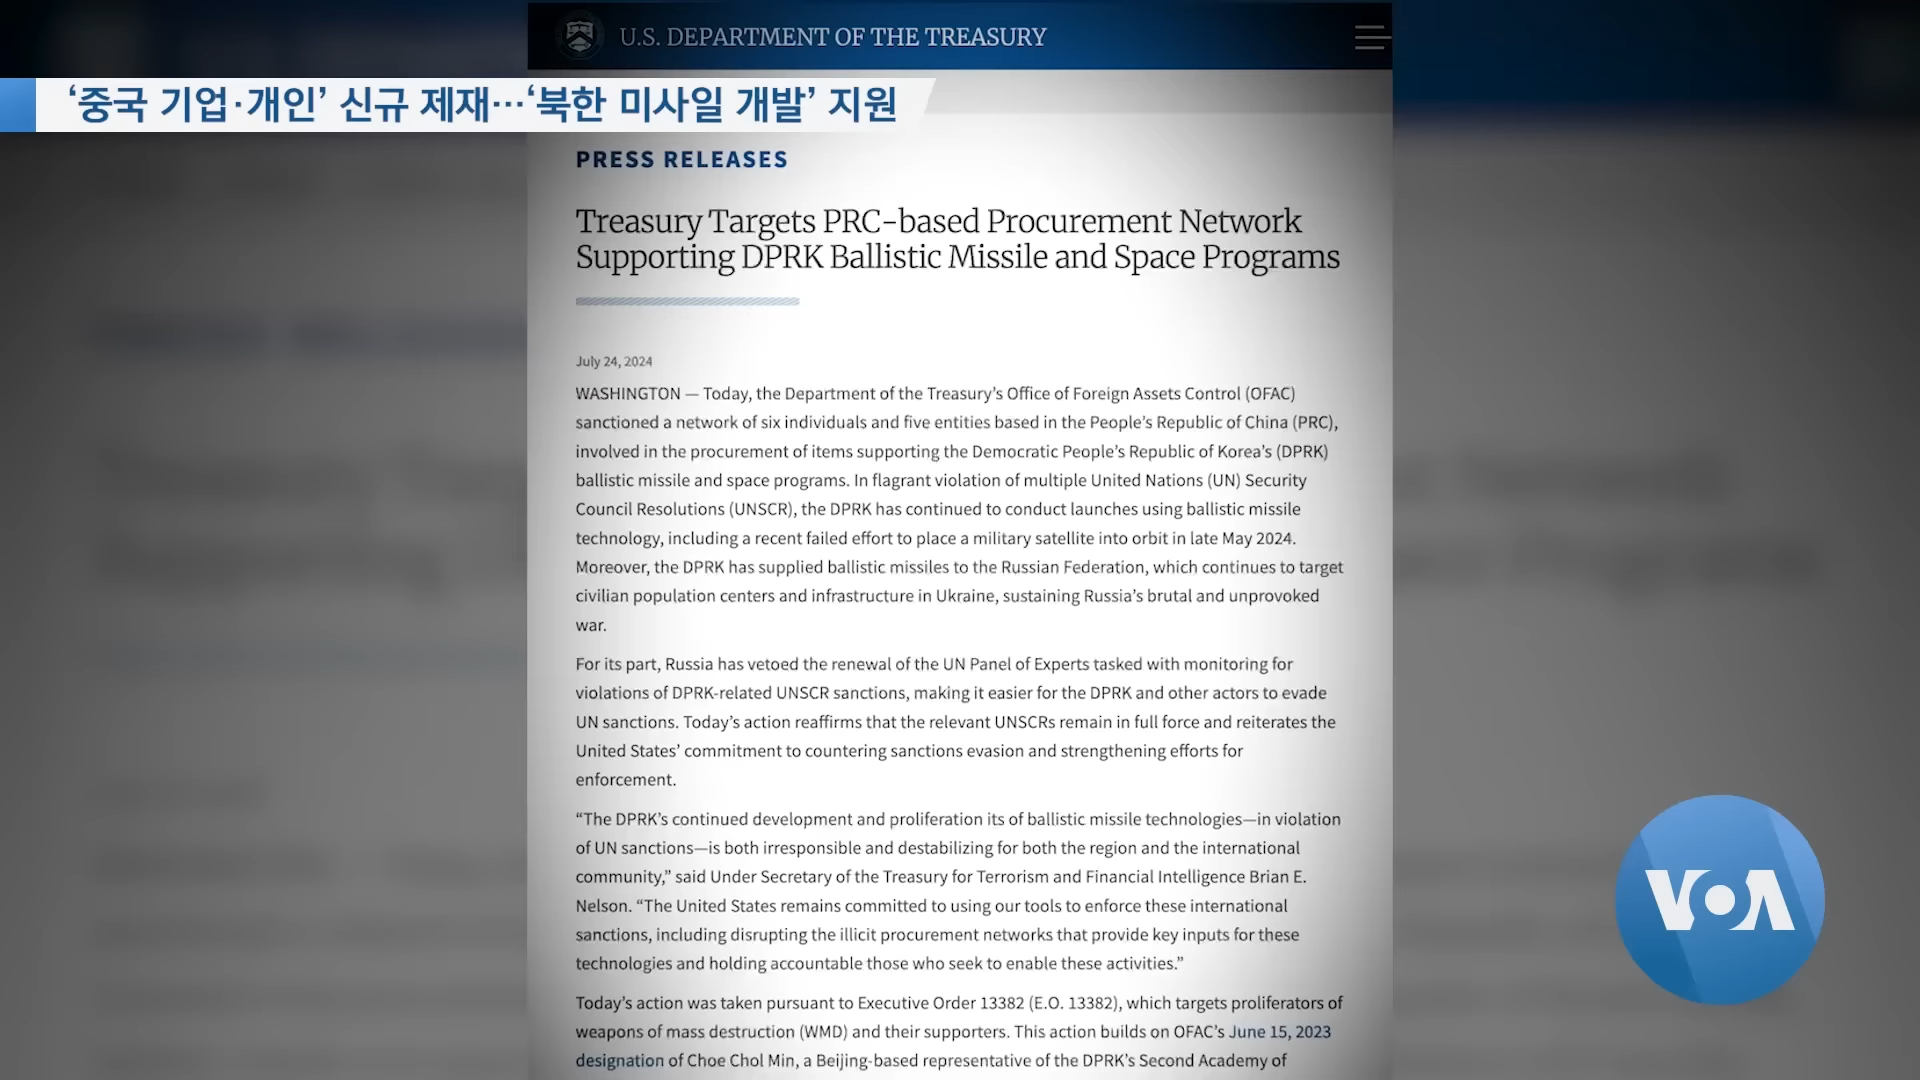 U.S. DEPARTMENT OF THE TREASURY
‘중국 기업·개인’ 신규 제재…‘북한 미사일 개발’ 지원
PRESS RELEASES
Treasury Targets PRC-based Procurement Network
Supporting DPRK Ballistic Missile and Space Programs
July 24, 2024
WASHINGTON — Today, the Department of the Treasury’s Office of Foreign Assets Control (OFAC)
sanctioned a network of six individuals and five entities based in the People’s Republic of China (PRC),
involved in the procurement of items supporting the Democratic People’s Republic of Korea’s (DPRK)
ballistic missile and space programs. In flagrant violation of multiple United Nations (UN) Security
Council Resolutions (UNSCR), the DPRK has continued to conduct launches using ballistic missile
technology, including a recent failed effort to place a military satellite into orbit in late May 2024.
Moreover, the DPRK has supplied ballistic missiles to the Russian Federation, which continues to target
civilian population centers and infrastructure in Ukraine, sustaining Russia’s brutal and unprovoked
war.
For its part, Russia has vetoed the renewal of the UN Panel of Experts tasked with monitoring for
violations of DPRK-related UNSCR sanctions, making it easier for the DPRK and other actors to evade
UN sanctions. Today’s action reaffirms that the relevant UNSCRs remain in full force and reiterates the
United States’ commitment to countering sanctions evasion and strengthening efforts for
enforcement.
“The DPRK’s continued development and proliferation its of ballistic missile technologies—in violation
of UN sanctions—is both irresponsible and destabilizing for both the region and the international
community,” said Under Secretary of the Treasury for Terrorism and Financial Intelligence Brian E.
Nelson. “The United States remains committed to using our tools to enforce these international
sanctions, including disrupting the illicit procurement networks that provide key inputs for these
technologies and holding accountable those who seek to enable these activities.”
Today’s action was taken pursuant to Executive Order 13382 (E.O. 13382), which targets proliferators of
weapons of mass destruction (WMD) and their supporters. This action builds on OFAC’s June 15, 2023
designation of Choe Chol Min, a Beijing-based representative of the DPRK’s Second Academy of
VOA